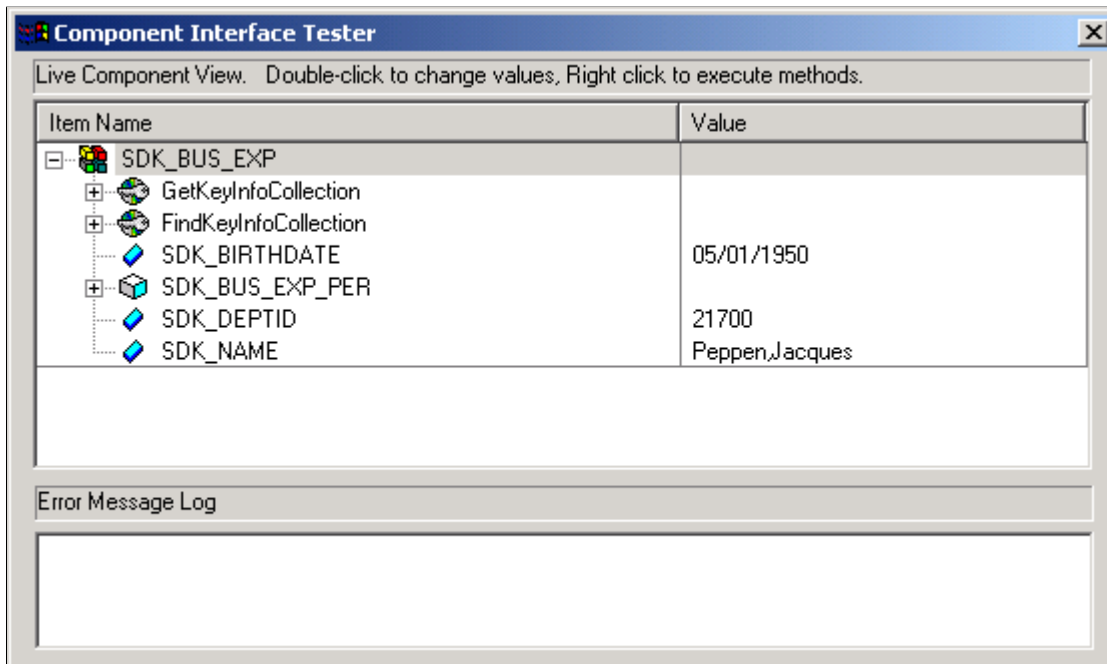 Component Interface Tester
Live Component View.   Double-click to change values, Right click to execute methods.
Item Name Value
SDK_BUS_EXP
GetKeyInfoCollection
FindKeyInfoCollection
SDK_BIRTHDATE 05/01/1950
SDK_BUS_EXP_PER
SDK_DEPTID 21700
SDK_NAME Peppen,Jacques
Error Message Log